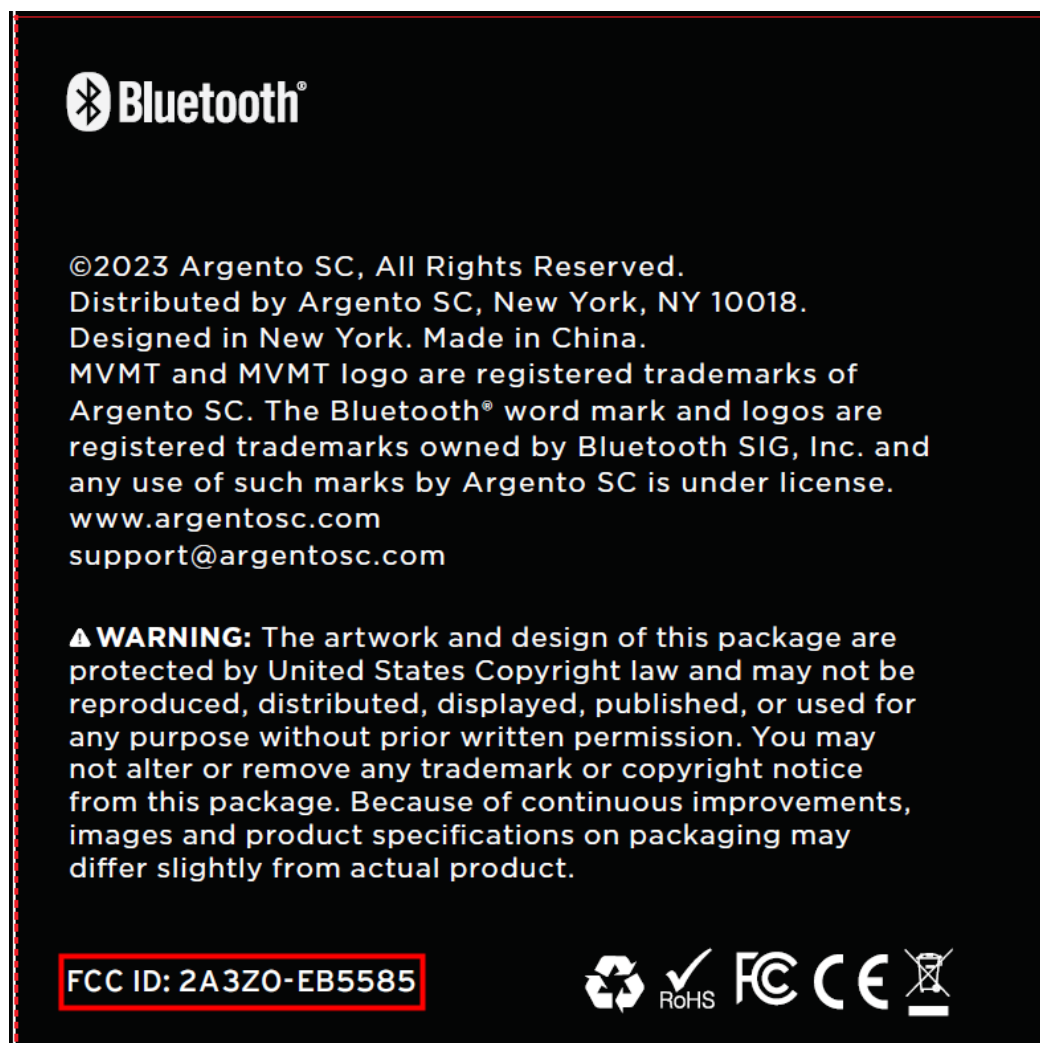 Bluetooth®
©2023 Argento SC, All Rights Reserved.
Distributed by Argento SC, New York, NY 10018.
Designed in New York. Made in China.
MVMT and MVMT logo are registered trademarks of
Argento SC. The Bluetooth® word mark and logos are
registered trademarks owned by Bluetooth SIG, Inc. and
any use of such marks by Argento SC is under license.
www.argentosc.com
support@argentosc.com
WARNING: The artwork and design of this package are
protected by United States Copyright law and may not be
reproduced, distributed, displayed, published, or used for
any purpose without prior written permission. You may
not alter or remove any trademark or copyright notice
from this package. Because of continuous improvements,
images and product specifications on packaging may
differ slightly from actual product.
FCC ID: 2A3ZO-EB5585 RoHS FC CE